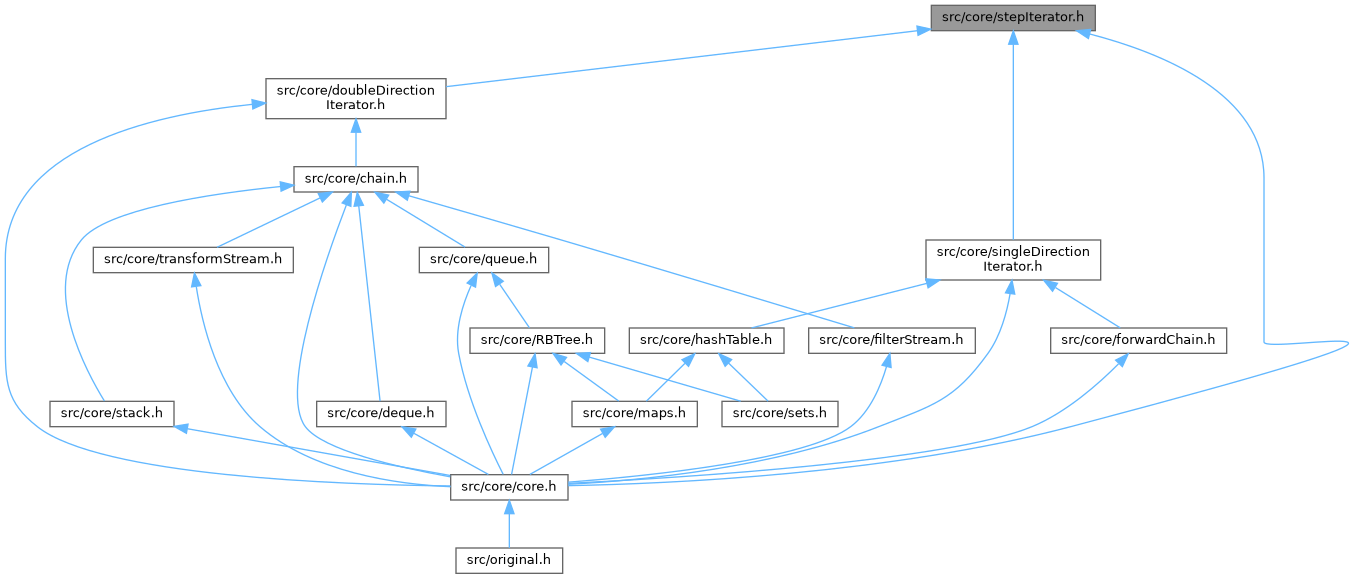 src/core/stepIterator.h
src/core/doubleDirection
Iterator.h
src/core/chain.h
src/core/transformStream.h
src/core/queue.h
src/core/singleDirection
Iterator.h
src/core/RBTree.h
src/core/hashTable.h
src/core/filterStream.h
src/core/forwardChain.h
src/core/stack.h
src/core/deque.h
src/core/maps.h
src/core/sets.h
src/core/core.h
src/original.h